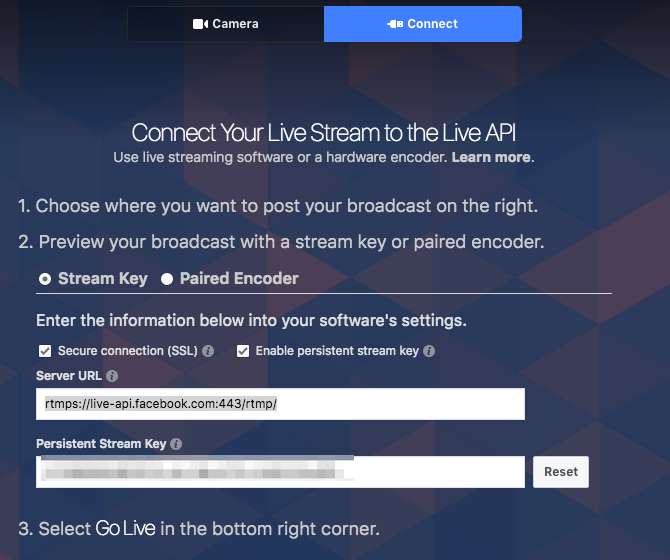 Camera
Connect
Connect Your Live Stream to the Live API
Use live streaming software or a hardware encoder. Learn more.
1. Choose where you want to post your broadcast on the right.
2. Preview your broadcast with a stream key or paired encoder.
Stream Key
Paired Encoder
Enter the information below into your software's settings.
Secure connection (SSL)
Enable persistent stream key
Server URL
rtmps://live-api.facebook.com:443/rtmp/
Persistent Stream Key
Reset
3. Select Go Live in the bottom right corner.